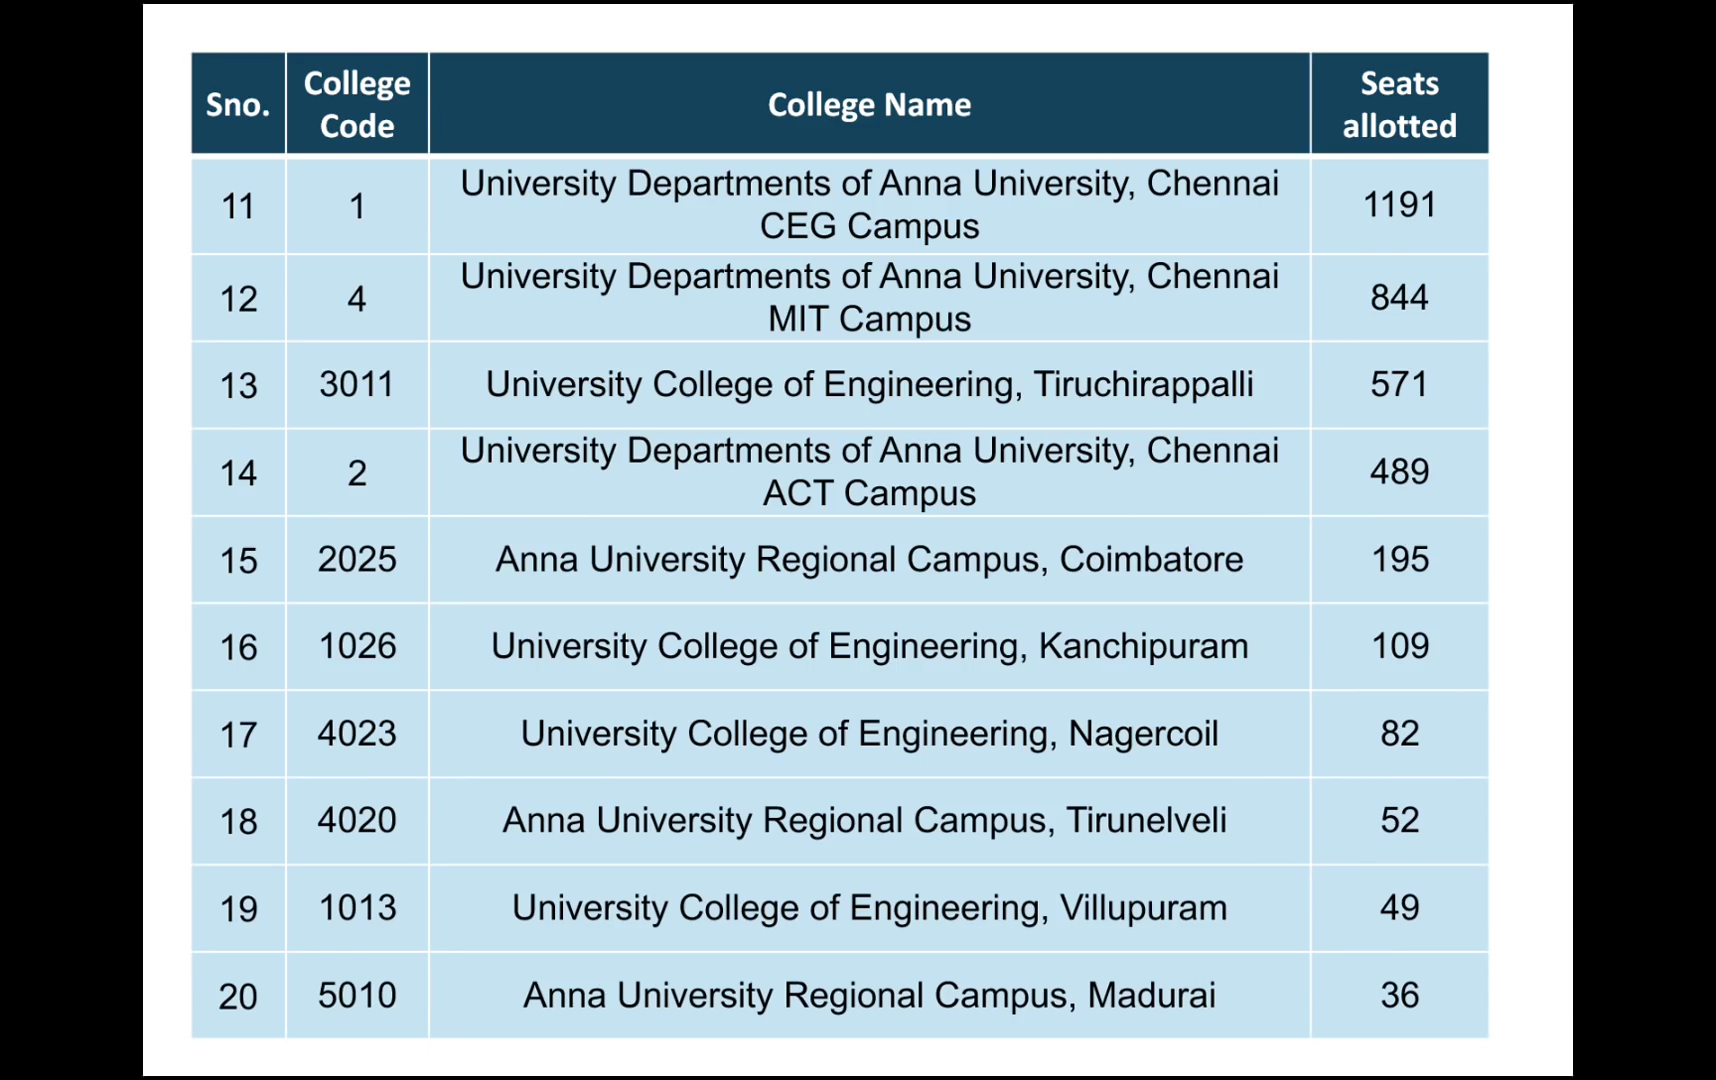 Sno. College Code College Name Seats allotted
11 1 University Departments of Anna University, Chennai CEG Campus 1191
12 4 University Departments of Anna University, Chennai MIT Campus 844
13 3011 University College of Engineering, Tiruchirappalli 571
14 2 University Departments of Anna University, Chennai ACT Campus 489
15 2025 Anna University Regional Campus, Coimbatore 195
16 1026 University College of Engineering, Kanchipuram 109
17 4023 University College of Engineering, Nagercoil 82
18 4020 Anna University Regional Campus, Tirunelveli 52
19 1013 University College of Engineering, Villupuram 49
20 5010 Anna University Regional Campus, Madurai 36